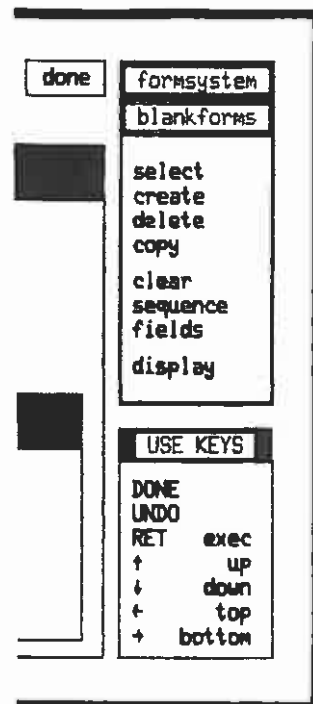 done
formsystem
blankforms
select
create
delete
copy
clear
sequence
fields
display
USE KEYS
DONE
UNDO
RET exec
↑ up
↓ down
← top
→ bottom